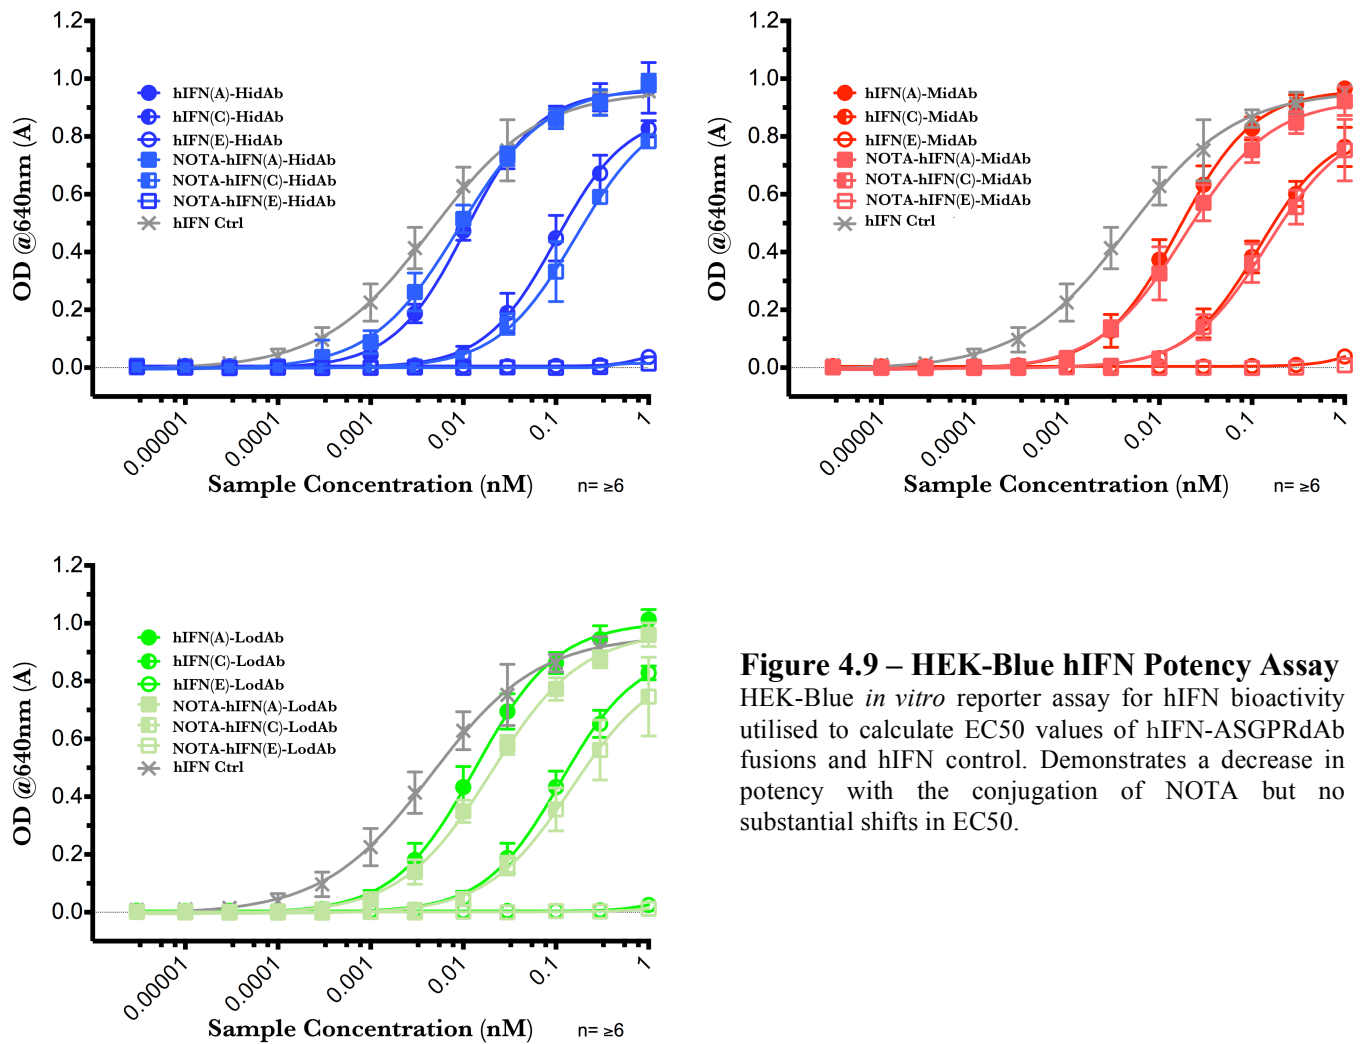 1.2
1.0
0.8
0.6
0.4
0.2
0.0
OD @640nm (A)
hIFN(A)-HidAb
hIFN(C)-HidAb
hIFN(E)-HidAb
NOTA-hIFN(A)-HidAb
NOTA-hIFN(C)-HidAb
NOTA-hIFN(E)-HidAb
hIFN Ctrl
0.00001
0.0001
0.001
0.01
0.1
1
Sample Concentration (nM)
n= ≥6
1.2
1.0
0.8
0.6
0.4
0.2
0.0
OD @640nm (A)
hIFN(A)-MidAb
hIFN(C)-MidAb
hIFN(E)-MidAb
NOTA-hIFN(A)-MidAb
NOTA-hIFN(C)-MidAb
NOTA-hIFN(E)-MidAb
hIFN Ctrl
0.00001
0.0001
0.001
0.01
0.1
1
Sample Concentration (nM)
n= ≥6
1.2
1.0
0.8
0.6
0.4
0.2
0.0
OD @640nm (A)
hIFN(A)-LodAb
hIFN(C)-LodAb
hIFN(E)-LodAb
NOTA-hIFN(A)-LodAb
NOTA-hIFN(C)-LodAb
NOTA-hIFN(E)-LodAb
hIFN Ctrl
0.00001
0.0001
0.001
0.01
0.1
1
Sample Concentration (nM)
n= ≥6
Figure 4.9 – HEK-Blue hIFN Potency Assay
HEK-Blue in vitro reporter assay for hIFN bioactivity
utilised to calculate EC50 values of hIFN-ASGPRdAb
fusions and hIFN control. Demonstrates a decrease in
potency with the conjugation of NOTA but no
substantial shifts in EC50.